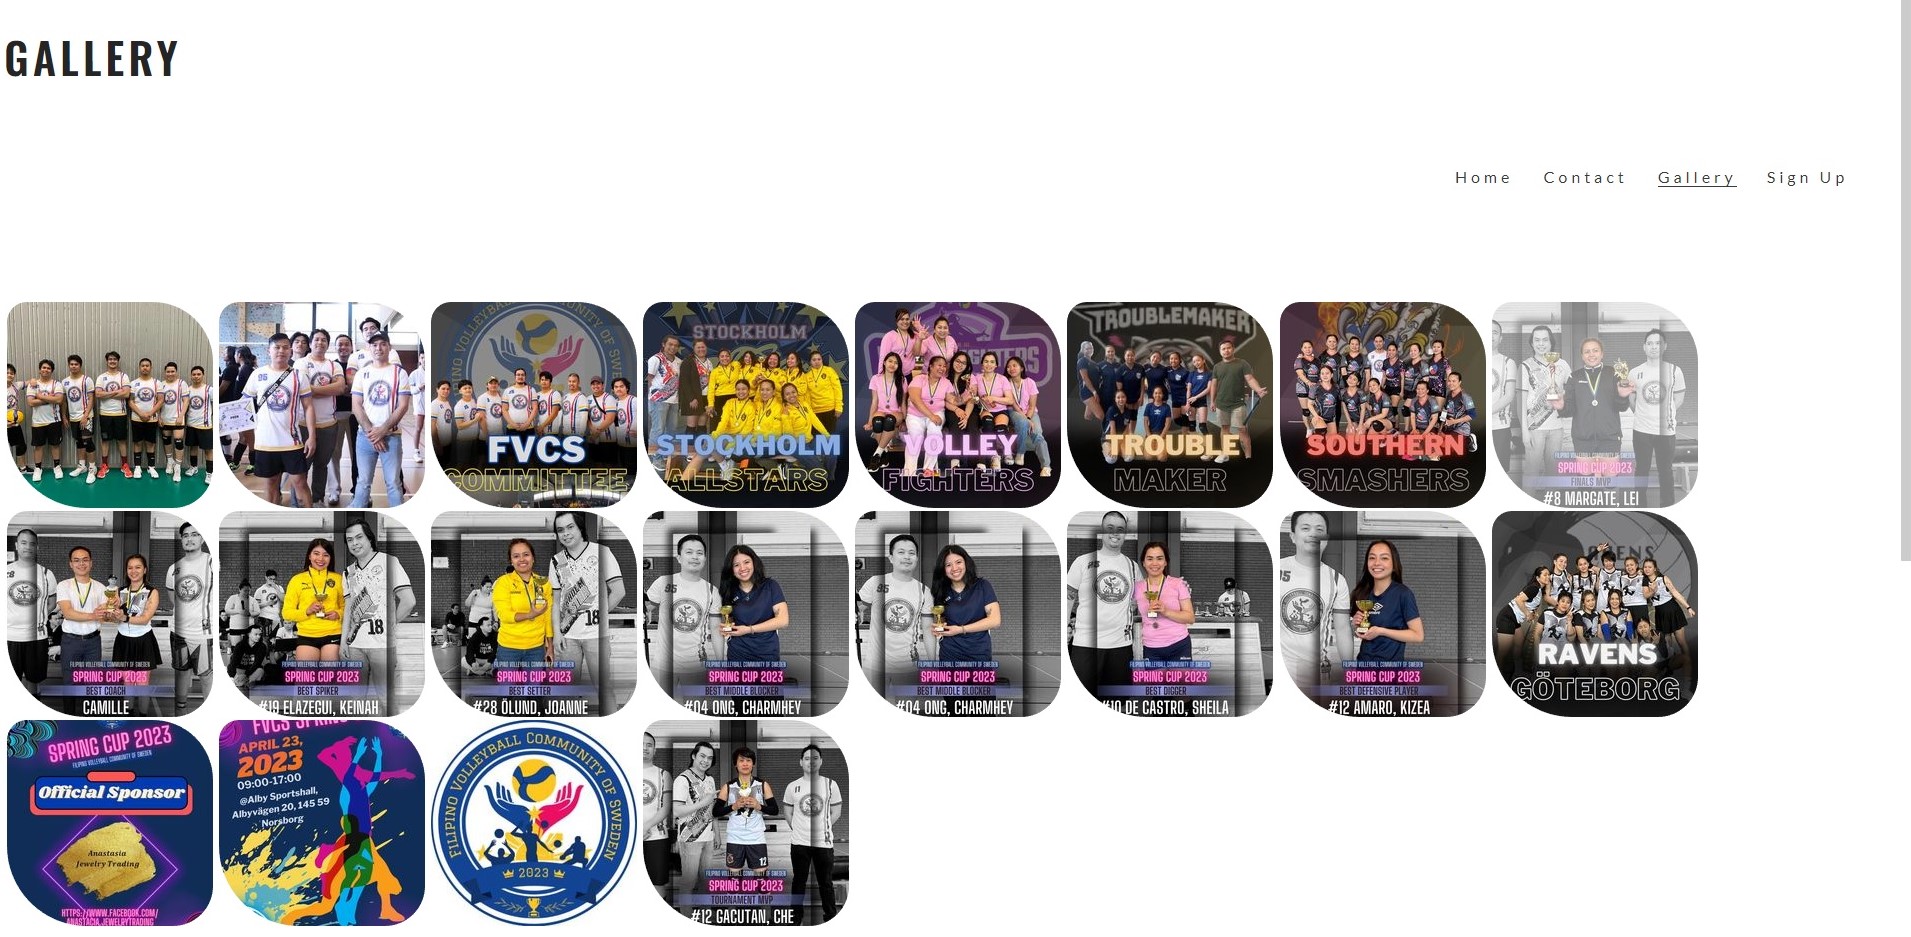 GALLERY
Home Contact Gallery Sign Up
FVCS
COMMITTEE
STOCKHOLM
STOCKHOLM
ALLSTARS
VOLLEY
FIGHTERS
TROUBLEMAKER
TROUBLE
MAKER
SOUTHERN
SMASHERS
SPRING CUP 2023
FINALS MVP
#8 MARGATE, LEI
FILIPINO VOLLEYBALL COMMUNITY OF SWEDEN
SPRING CUP 2023
BEST COACH
CAMILLE
FILIPINO VOLLEYBALL COMMUNITY OF SWEDEN
SPRING CUP 2023
BEST SPIKER
#19 ELAZEGUI, KEINAH
18
FILIPINO VOLLEYBALL COMMUNITY OF SWEDEN
SPRING CUP 2023
BEST SETTER
#28 ÖLUND, JOANNE
18
FILIPINO VOLLEYBALL COMMUNITY OF SWEDEN
SPRING CUP 2023
BEST MIDDLE BLOCKER
#04 ONG, CHARMHEY
FILIPINO VOLLEYBALL COMMUNITY OF SWEDEN
SPRING CUP 2023
BEST MIDDLE BLOCKER
#04 ONG, CHARMHEY
FILIPINO VOLLEYBALL COMMUNITY OF SWEDEN
SPRING CUP 2023
BEST DIGGER
#10 DE CASTRO, SHEILA
FILIPINO VOLLEYBALL COMMUNITY OF SWEDEN
SPRING CUP 2023
BEST DEFENSIVE PLAYER
#12 AMARO, KIZEA
RAVENS
GÖTEBORG
SPRING CUP 2023
FILIPINO VOLLEYBALL COMMUNITY OF SWEDEN
Official Sponsor
Anastasia
Jewelry Trading
HTTPS://WWW.FACEBOOK.COM/
ANASTACIA.JEWELRYTRADING
FVCS SPRING
APRIL 23,
2023
09:00-17:00
@Alby Sportshall,
Albyvägen 20, 145 59
Norsborg
FILIPINO VOLLEYBALL COMMUNITY OF SWEDEN
2023
FILIPINO VOLLEYBALL COMMUNITY OF SWEDEN
SPRING CUP 2023
TOURNAMENT MVP
#12 GACUTAN, CHE